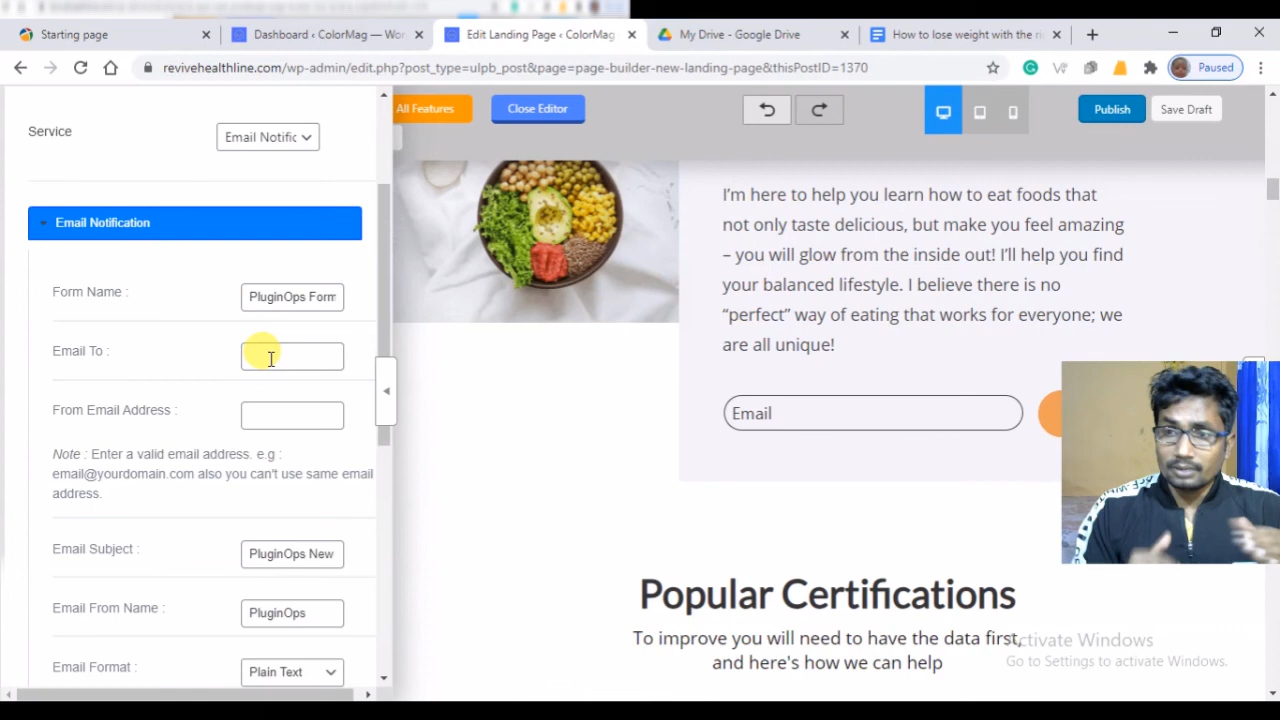 Starting page
Dashboard ‹ ColorMag — Wor
Edit Landing Page ‹ ColorMag
My Drive - Google Drive
How to lose weight with the ri
revivehealthline.com/wp-admin/edit.php?post_type=ulpb_post&page=page-builder-new-landing-page&thisPostID=1370
Paused
All Features
Close Editor
Publish
Save Draft
Service
Email Notific
Email Notification
Form Name :
PluginOps Form
Email To :
From Email Address :
Note : Enter a valid email address. e.g :
email@yourdomain.com also you can't use same email
address.
Email Subject :
PluginOps New
Email From Name :
PluginOps
Email Format :
Plain Text
I'm here to help you learn how to eat foods that
not only taste delicious, but make you feel amazing
– you will glow from the inside out! I'll help you find
your balanced lifestyle. I believe there is no
“perfect” way of eating that works for everyone; we
are all unique!
Email
Popular Certifications
To improve you will need to have the data first,
and here's how we can help
Activate Windows
Go to Settings to activate Windows.